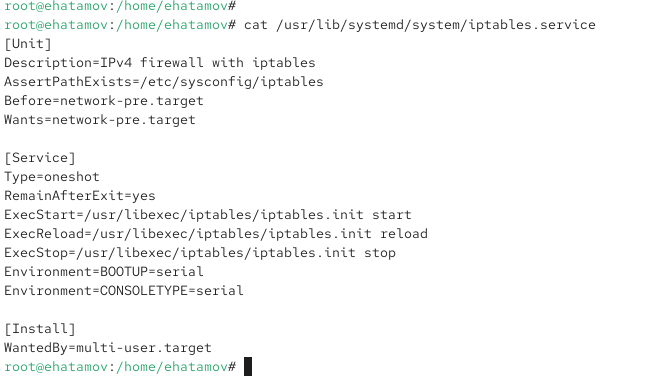 root@ehatamov:/home/ehatamov#
root@ehatamov:/home/ehatamov# cat /usr/lib/systemd/system/iptables.service
[Unit]
Description=IPv4 firewall with iptables
AssertPathExists=/etc/sysconfig/iptables
Before=network-pre.target
Wants=network-pre.target

[Service]
Type=oneshot
RemainAfterExit=yes
ExecStart=/usr/libexec/iptables/iptables.init start
ExecReload=/usr/libexec/iptables/iptables.init reload
ExecStop=/usr/libexec/iptables/iptables.init stop
Environment=BOOTUP=serial
Environment=CONSOLETYPE=serial

[Install]
WantedBy=multi-user.target
root@ehatamov:/home/ehatamov#